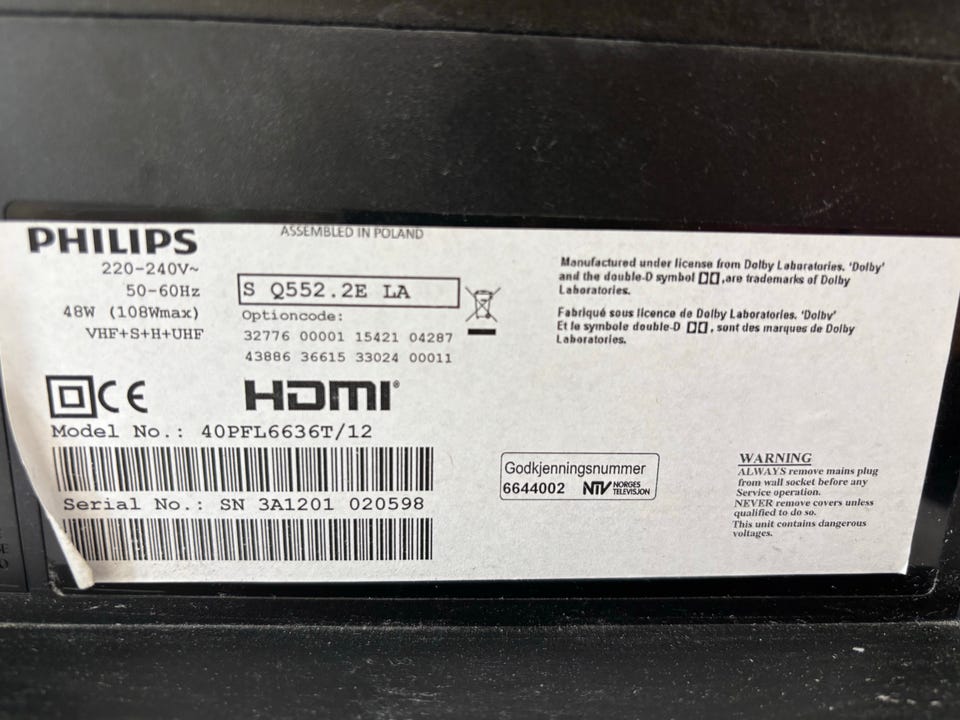 PHILIPS
ASSEMBLED IN POLAND
220-240V~
50-60Hz
48W (108Wmax)
VHF+S+H+UHF
S Q552.2E LA
Optioncode:
32776 00001 15421 04287
43886 36615 33024 00011
Manufactured under license from Dolby Laboratories. 'Dolby'
and the double-D symbol ,are trademarks of Dolby
Laboratories.
Fabriqué sous licence de Dolby Laboratories. 'Dolby'
Et le symbole double-D , sont des marques de Dolby
Laboratories.
CE
HDMI®
Model No.: 40PFL6636T/12
Serial No.: SN 3A1201 020598
Godkjenningsnummer
6644002 NTV NORGES
TELEVISJON
WARNING
ALWAYS remove mains plug
from wall socket before any
Service operation.
NEVER remove covers unless
qualified to do so.
This unit contains dangerous
voltages.